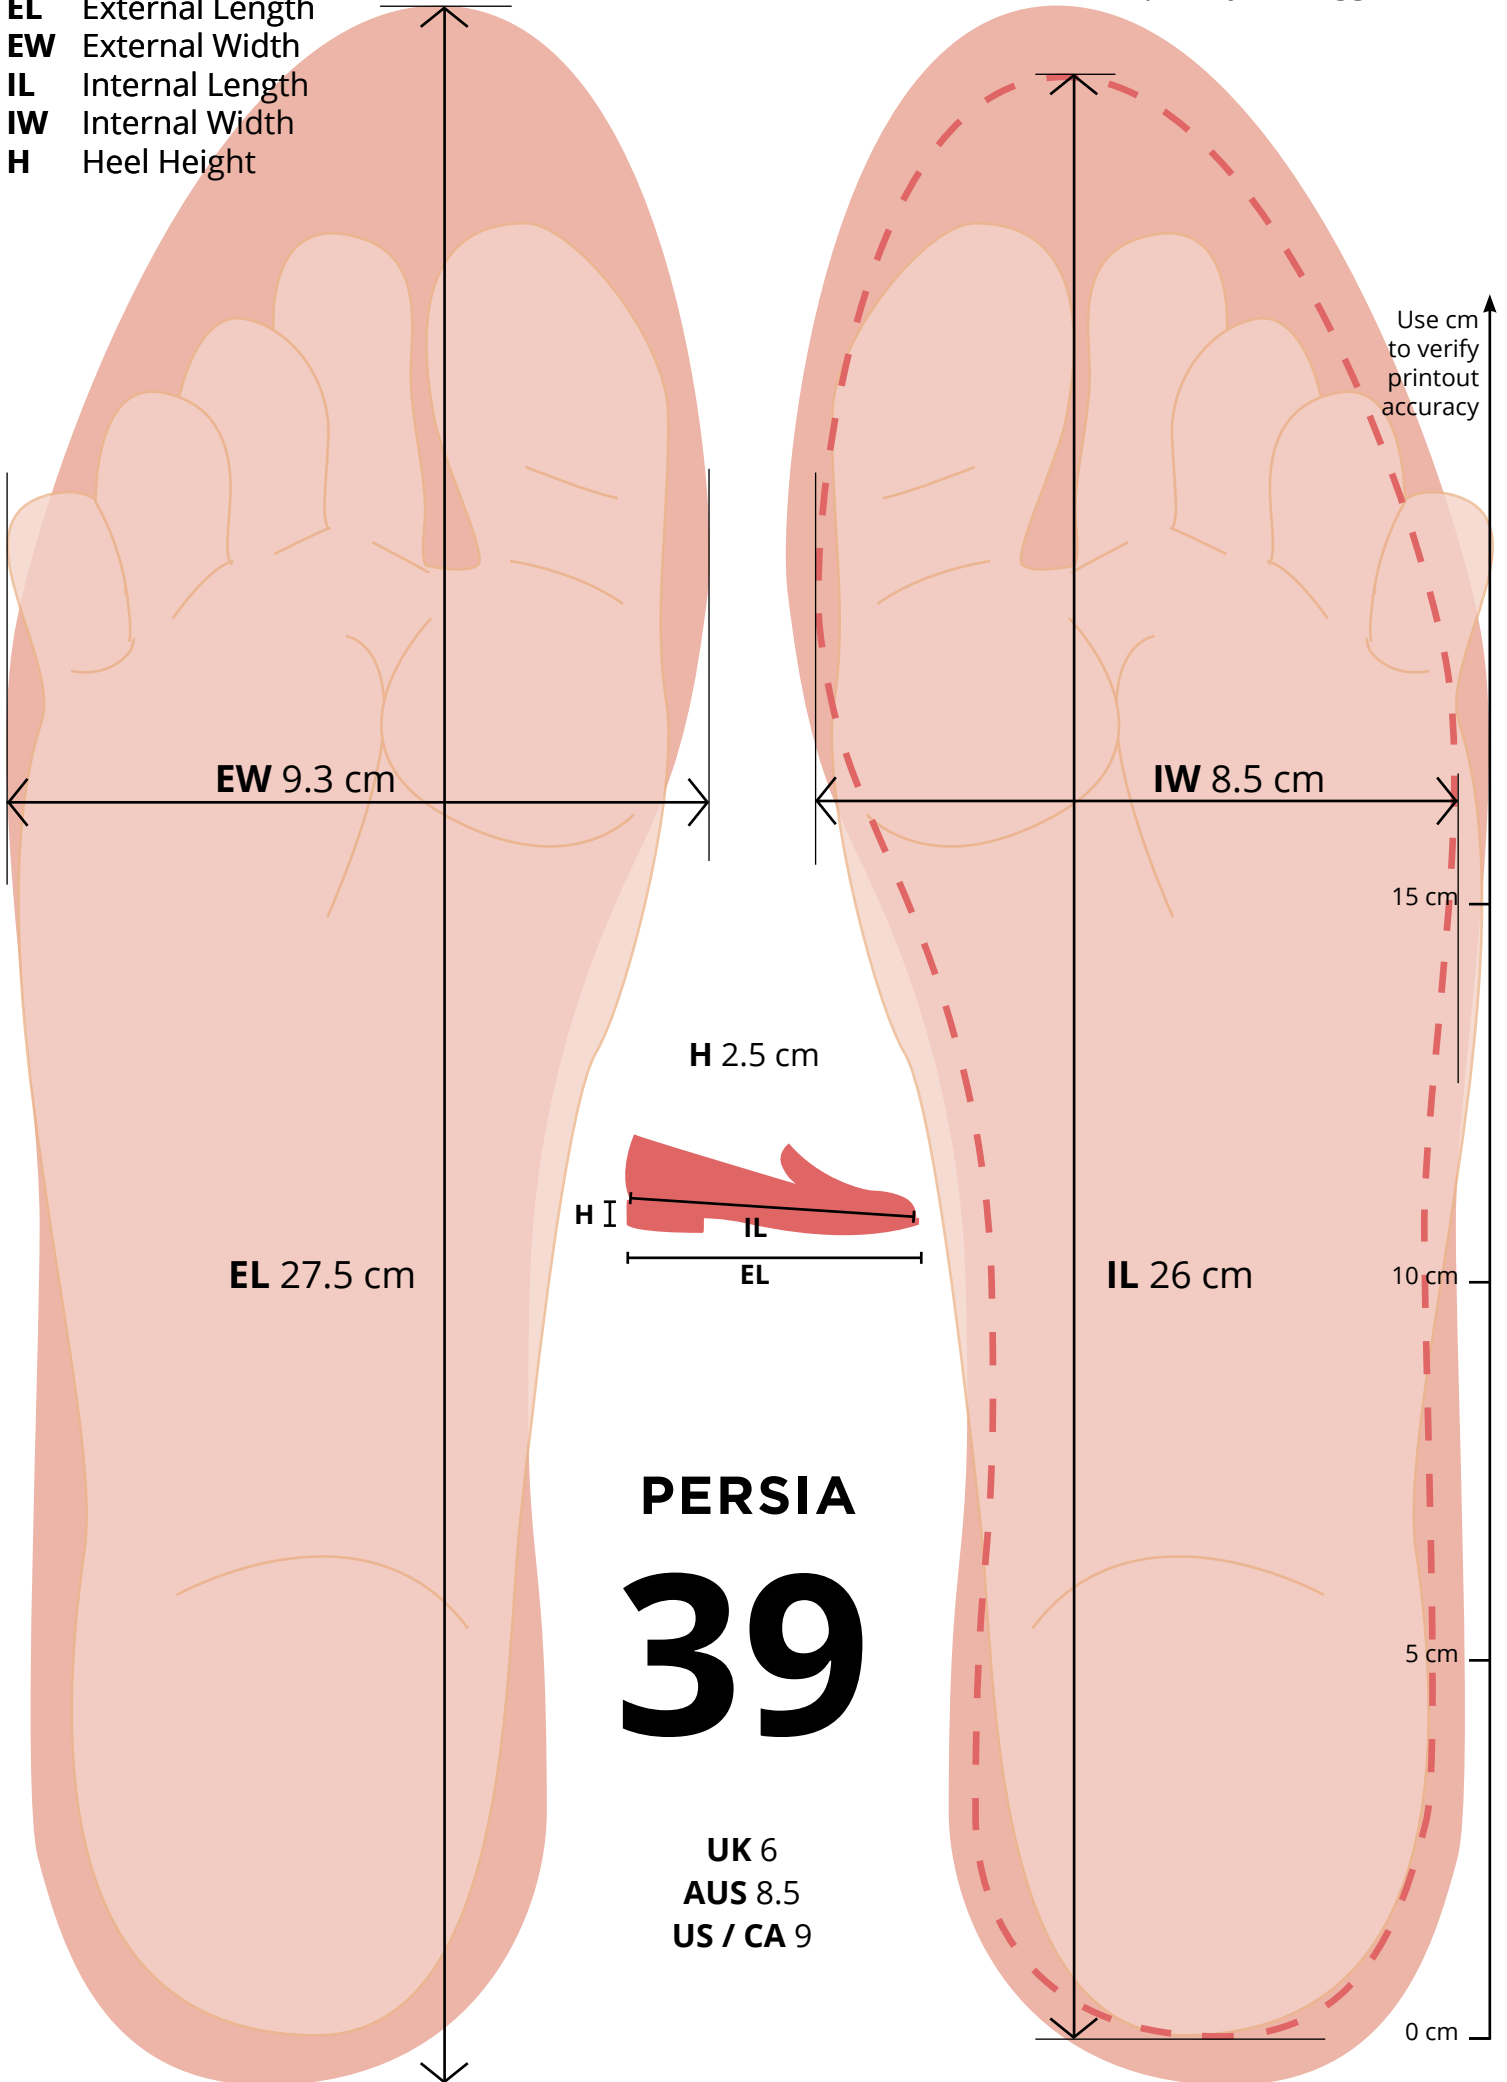 EL External Length
EW External Width
IL Internal Length
IW Internal Width
H Heel Height
Use cm
to verify
printout
accuracy
EW 9.3 cm
IW 8.5 cm
15 cm
H 2.5 cm
H
IL
EL
EL 27.5 cm
IL 26 cm
10 cm
PERSIA
39
5 cm
UK 6
AUS 8.5
US / CA 9
0 cm